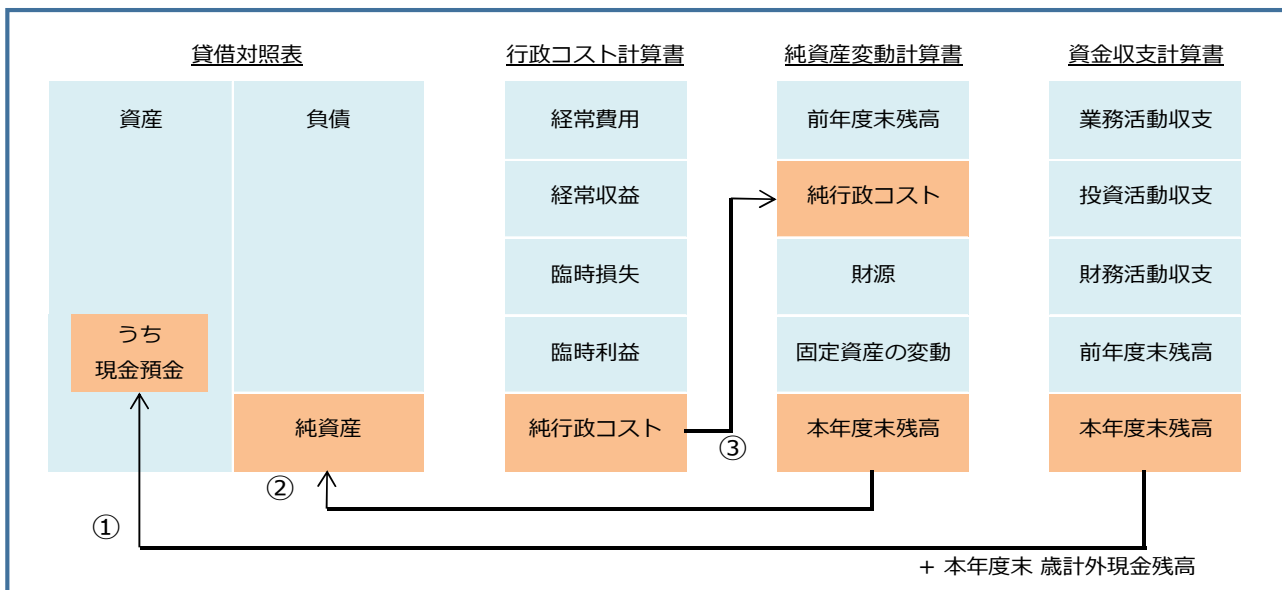 貸借対照表
資産
負債
うち
現金預金
純資産
行政コスト計算書
経常費用
経常収益
臨時損失
臨時利益
純行政コスト
純資産変動計算書
前年度末残高
純行政コスト
財源
固定資産の変動
本年度末残高
資金収支計算書
業務活動収支
投資活動収支
財務活動収支
前年度末残高
本年度末残高
③
②
①
+ 本年度末 歳計外現金残高